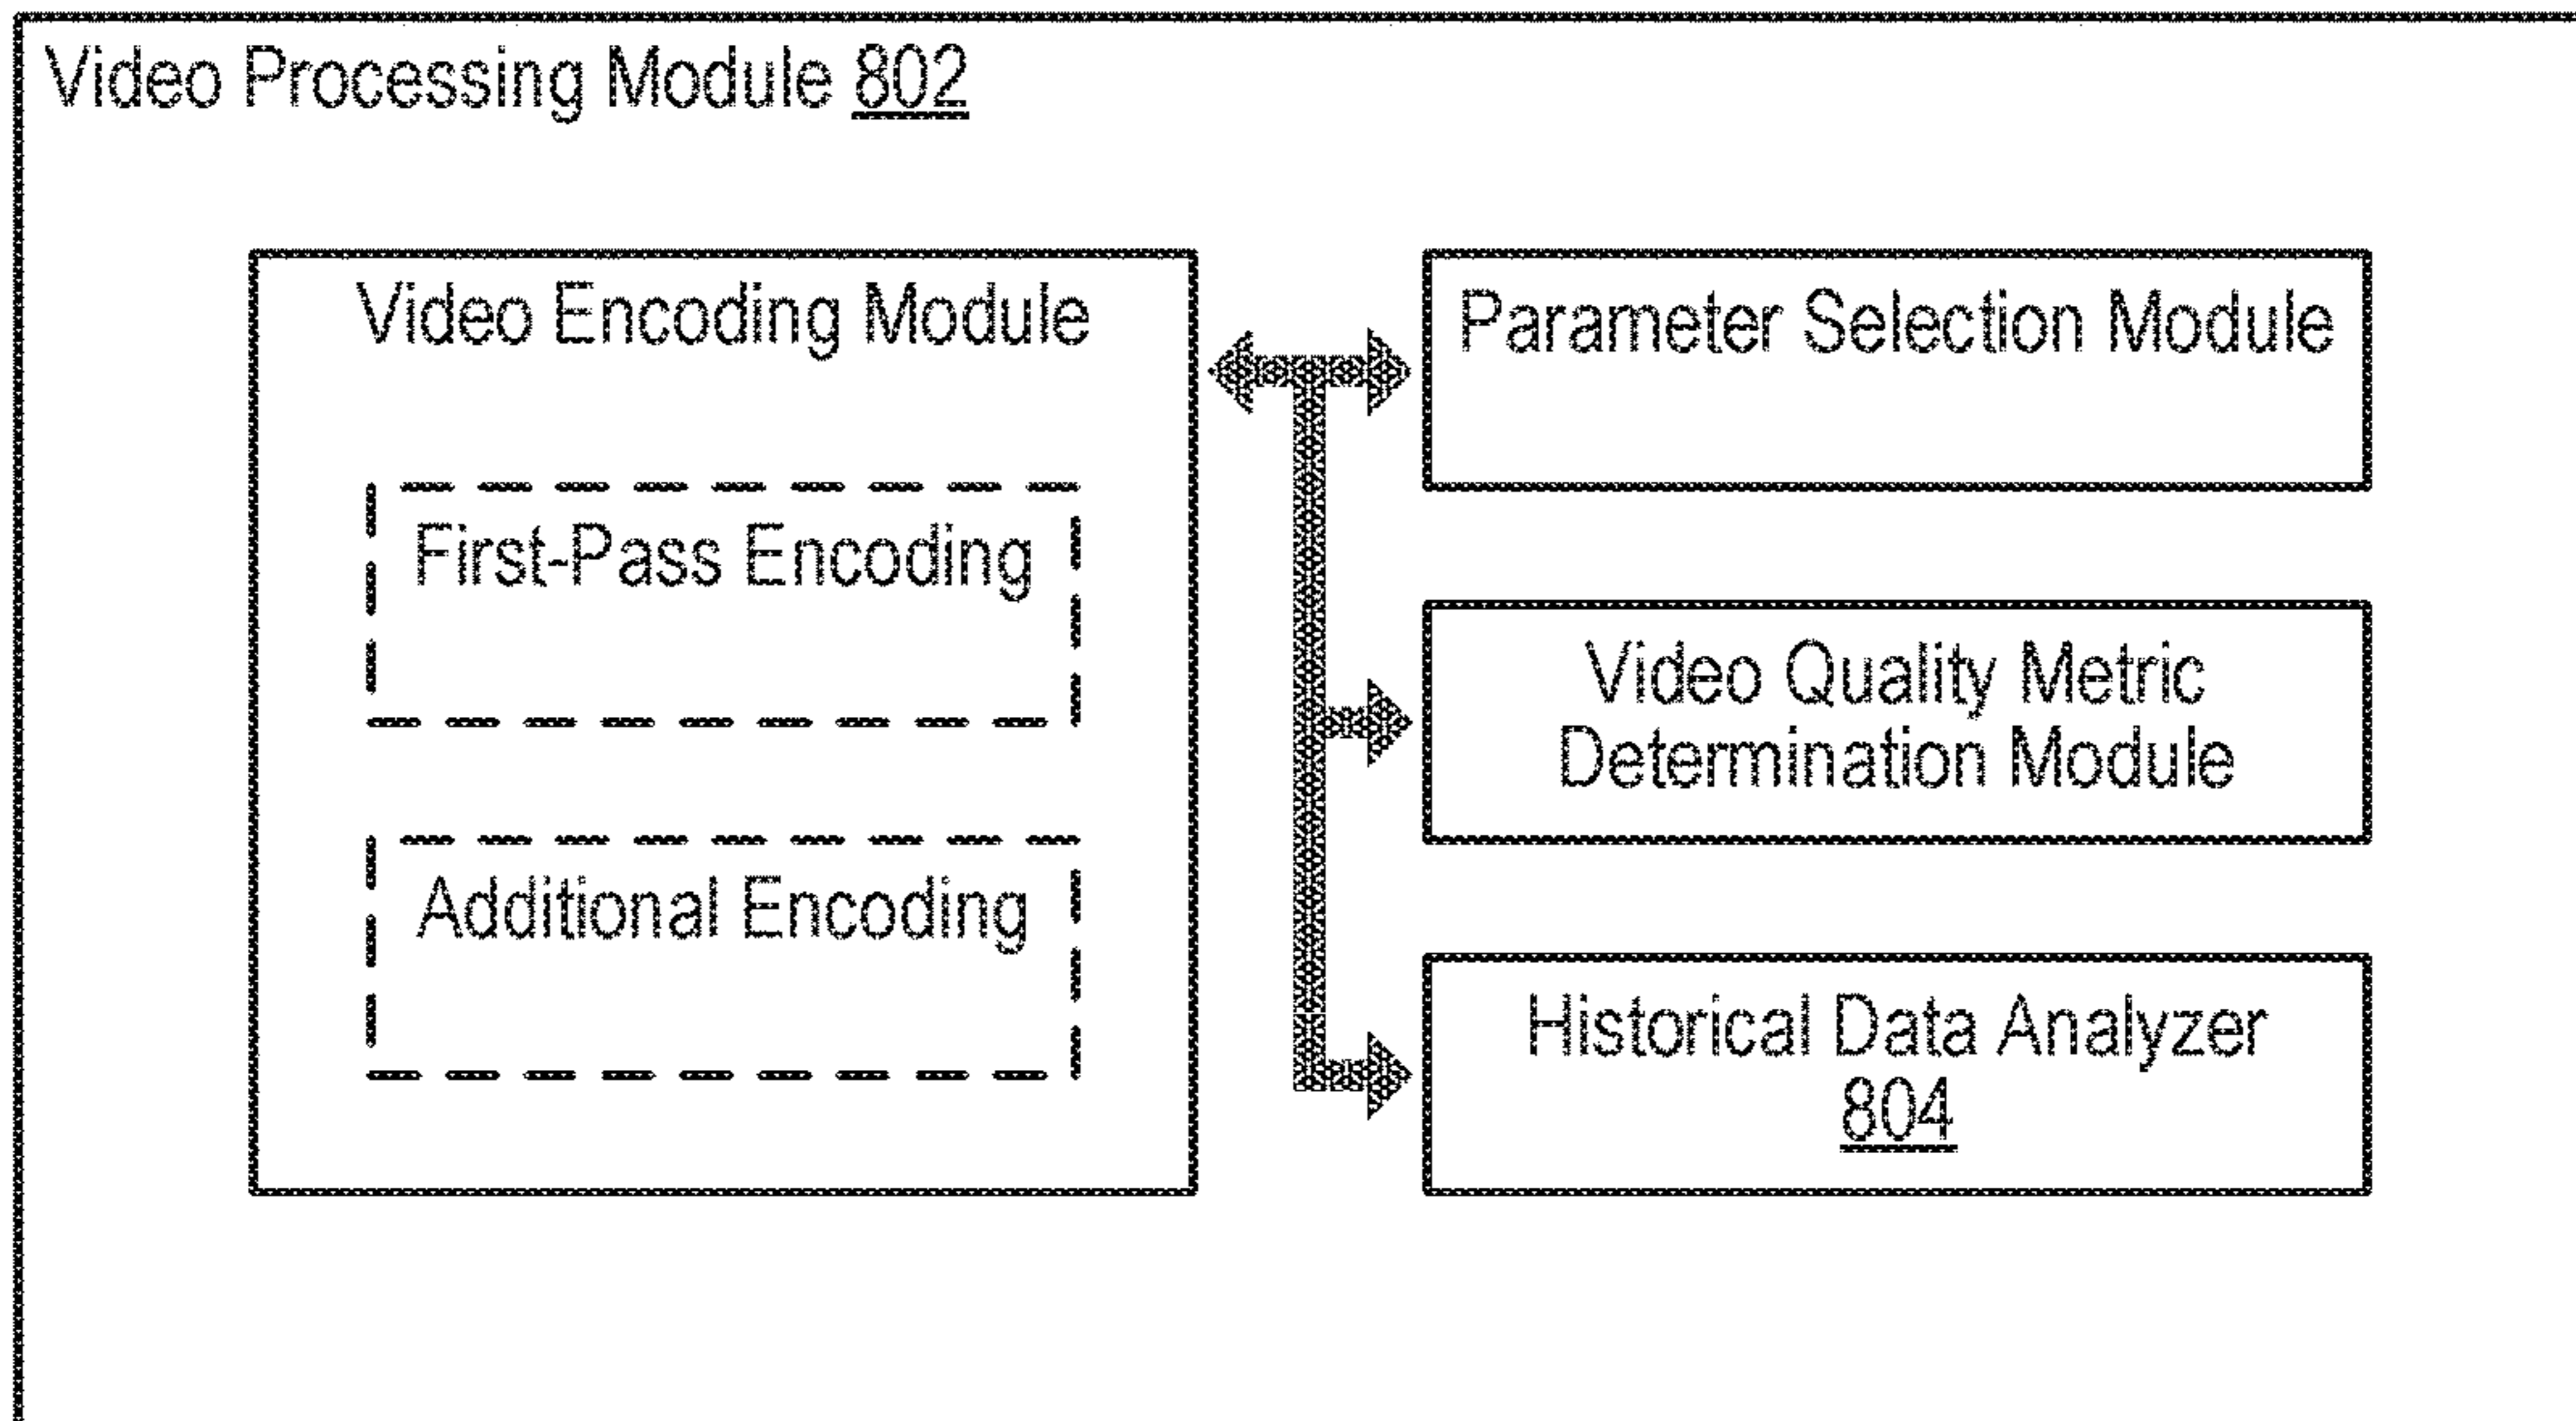 Video Processing Module 802
Video Encoding Module
First-Pass Encoding
Additional Encoding
Parameter Selection Module
Video Quality Metric
Determination Module
Historical Data Analyzer
804